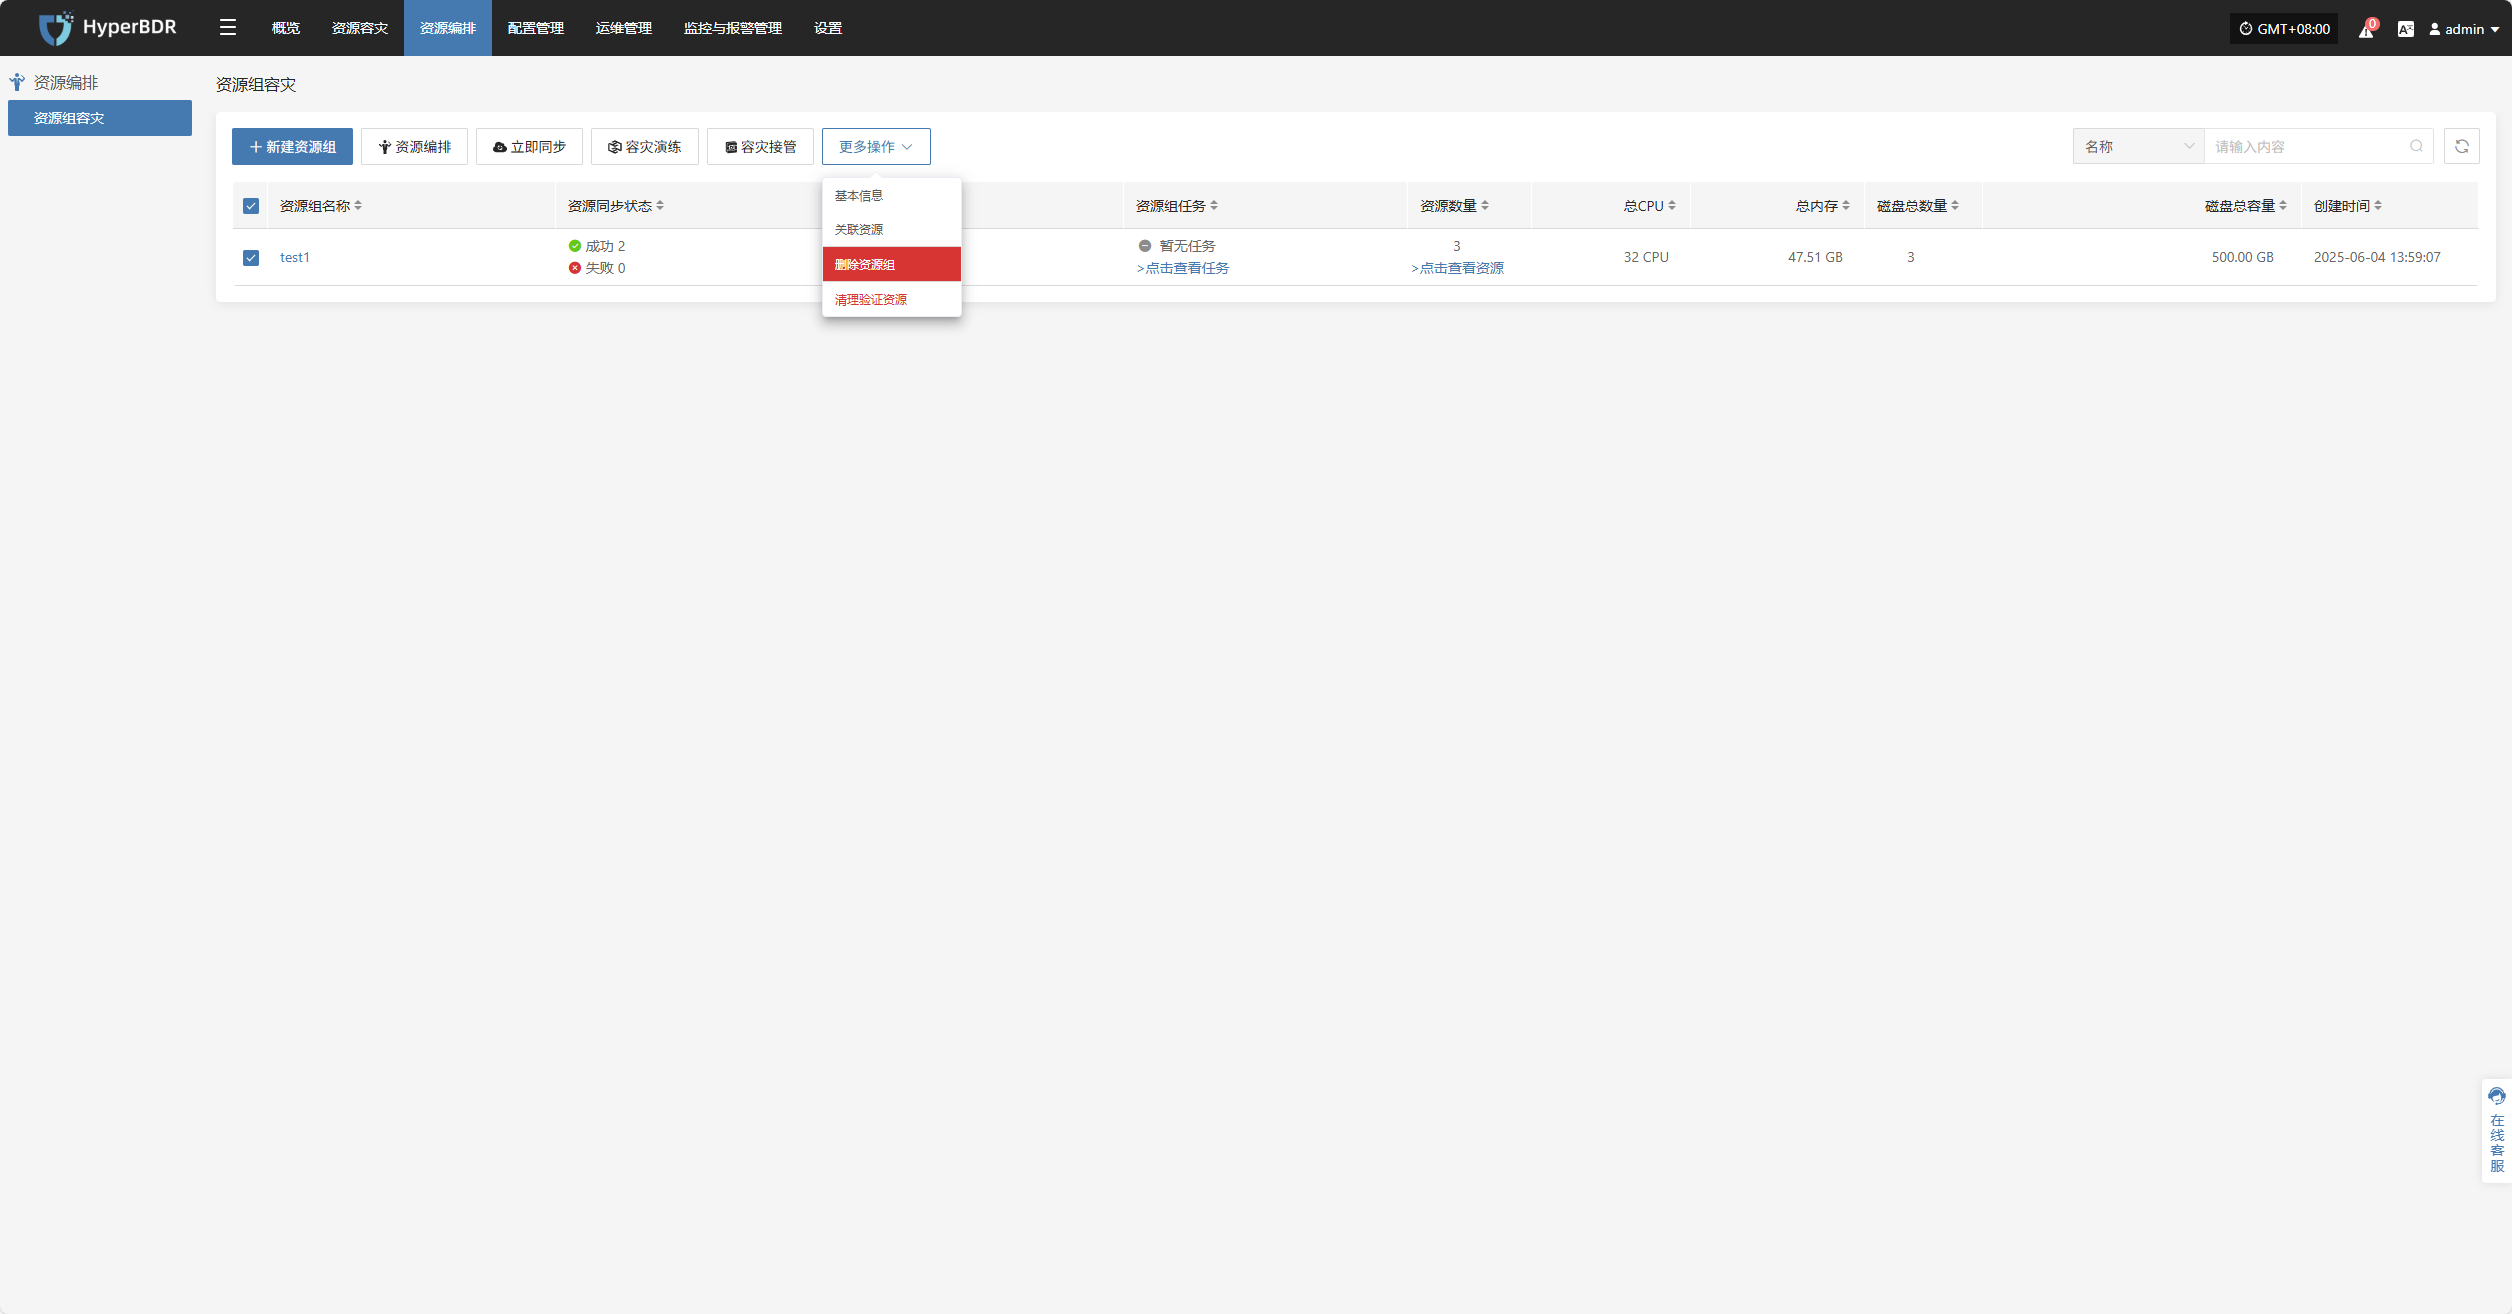 HyperBDR
概览 资源容灾 资源编排 配置管理 运维管理 监控与报警管理 设置
GMT+08:00 0 admin
资源编排
资源组容灾
资源组容灾
新建资源组 资源编排 立即同步 容灾演练 容灾接管 更多操作
名称 请输入内容
基本信息
关联资源
删除资源组
清理验证资源
资源组名称 资源同步状态 资源组任务 资源数量 总CPU 总内存 磁盘总数量 磁盘总容量 创建时间
test1 成功 2 暂无任务 3 32 CPU 47.51 GB 3 500.00 GB 2025-06-04 13:59:07
失败 0 >点击查看任务 >点击查看资源
在线客服